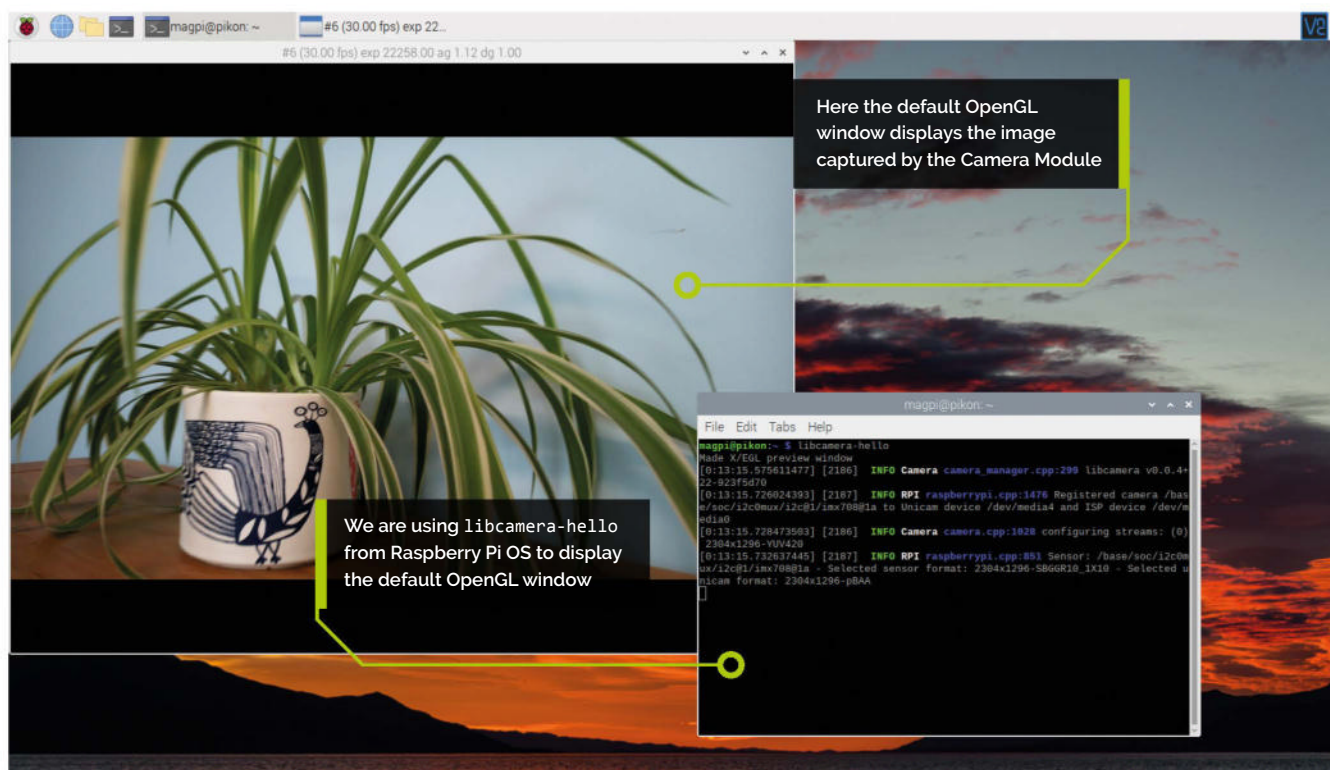 magpi@pikon: ~
#6 (30.00 fps) exp 22...
#6 (30.00 fps) exp 22258.00 ag 1.12 dg 1.00
Here the default OpenGL
window displays the image
captured by the Camera Module
magpi@pikon: ~
File Edit Tabs Help
magpi@pikon:~ $ libcamera-hello
Made X/EGL preview window
[0:13:15.575611477] [2186] INFO Camera camera_manager.cpp:299 libcamera v0.0.4+
22-923f5d70
[0:13:15.726024393] [2187] INFO RPI raspberrypi.cpp:1476 Registered camera /bas
e/soc/i2c0mux/i2c@1/imx708@1a to Unicam device /dev/media4 and ISP device /dev/m
edia0
[0:13:15.728473503] [2186] INFO Camera camera.cpp:1028 configuring streams: (0)
2304x1296-YUV420
[0:13:15.732637445] [2187] INFO RPI raspberrypi.cpp:851 Sensor: /base/soc/i2c0m
ux/i2c@1/imx708@1a - Selected sensor format: 2304x1296-SBGGR10_1X10 - Selected u
nicam format: 2304x1296-pBAA
We are using libcamera-hello
from Raspberry Pi OS to display
the default OpenGL window